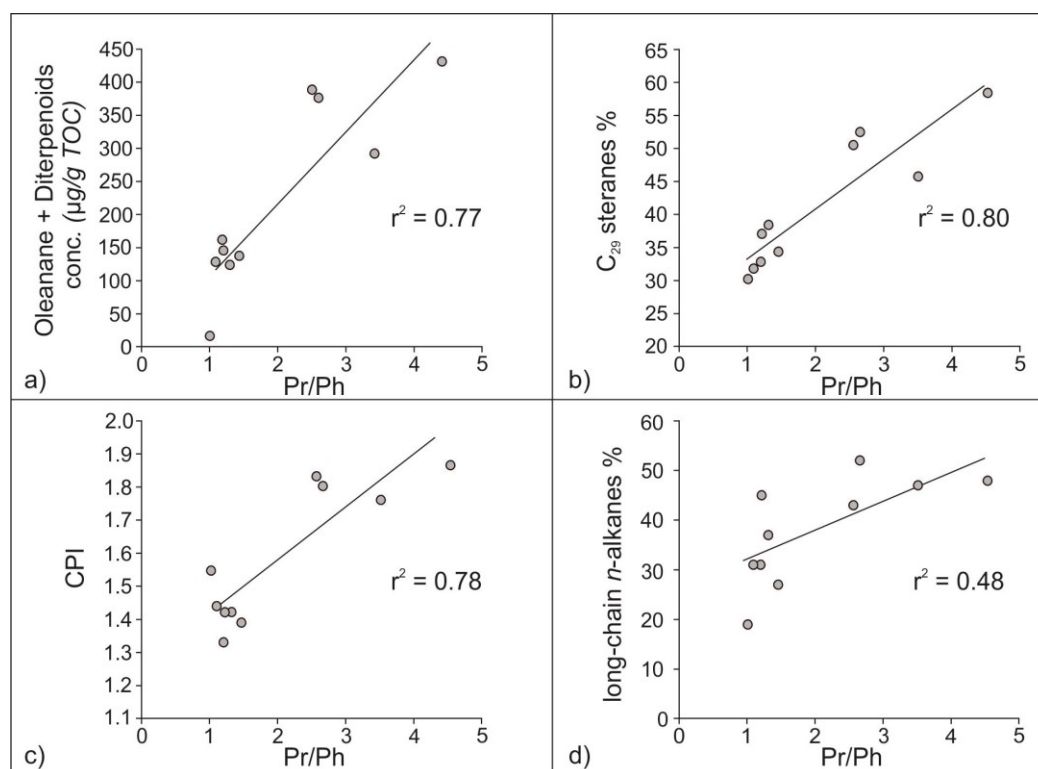 450
400
350
300
250
200
150
100
50
0
Oleanane + Diterpenoids
conc. (µg/g TOC)
r² = 0.77
0 1 2 3 4 5
Pr/Ph
a)
65
60
55
50
45
40
35
30
25
20
C₂₉ steranes %
r² = 0.80
0 1 2 3 4 5
Pr/Ph
b)
2.0
1.9
1.8
1.7
1.6
1.5
1.4
1.3
1.2
1.1
CPI
r² = 0.78
0 1 2 3 4 5
Pr/Ph
c)
60
50
40
30
20
10
0
long-chain n-alkanes %
r² = 0.48
0 1 2 3 4 5
Pr/Ph
d)